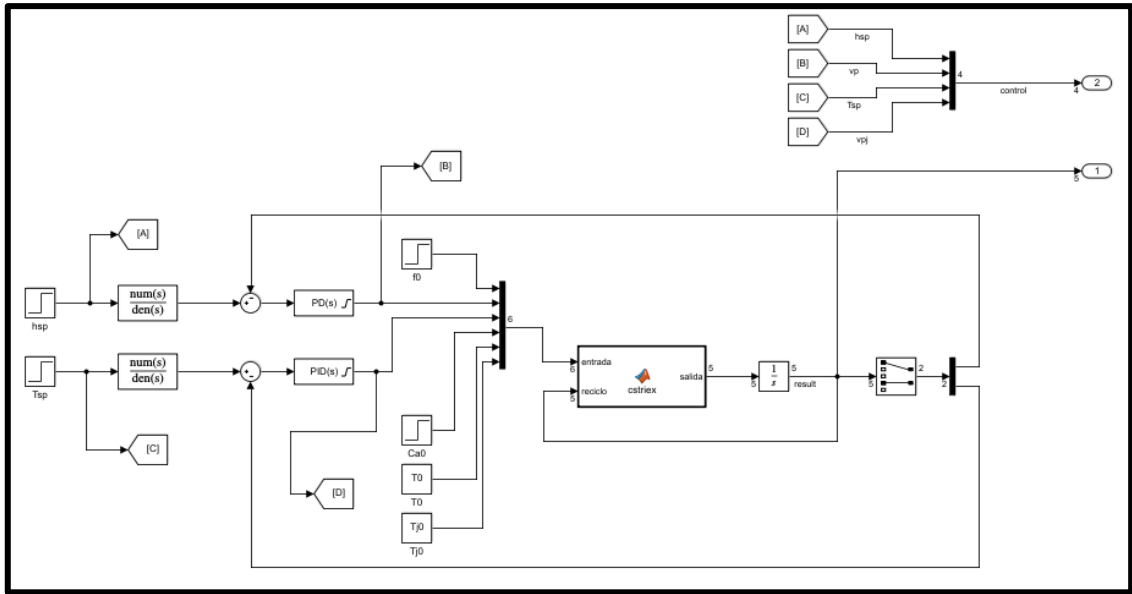 [A]
hsp
[B]
vp
4
[C]
Tsp
control
2
4
[D]
vpj
1
5
[B]
[A]
f0
num(s)
den(s)
+
-
PD(s)
hsp
6
num(s)
den(s)
+
-
PID(s)
Tsp
entrada
6
reciclo
5
cstriex
salida
5
5
1
s
5
result
5
2
2
[C]
Ca0
[D]
T0
T0
Tj0
Tj0